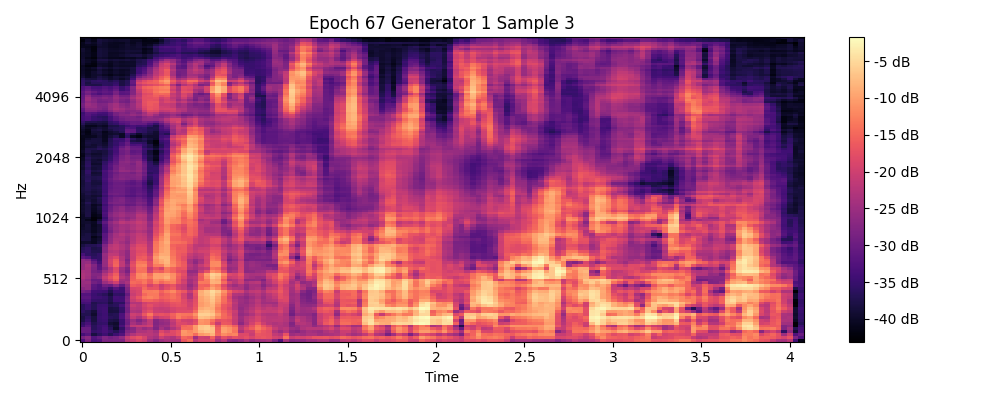 Epoch 67 Generator 1 Sample 3
Hz
4096
2048
1024
512
0
0 0.5 1 1.5 2 2.5 3 3.5 4
Time
-5 dB
-10 dB
-15 dB
-20 dB
-25 dB
-30 dB
-35 dB
-40 dB